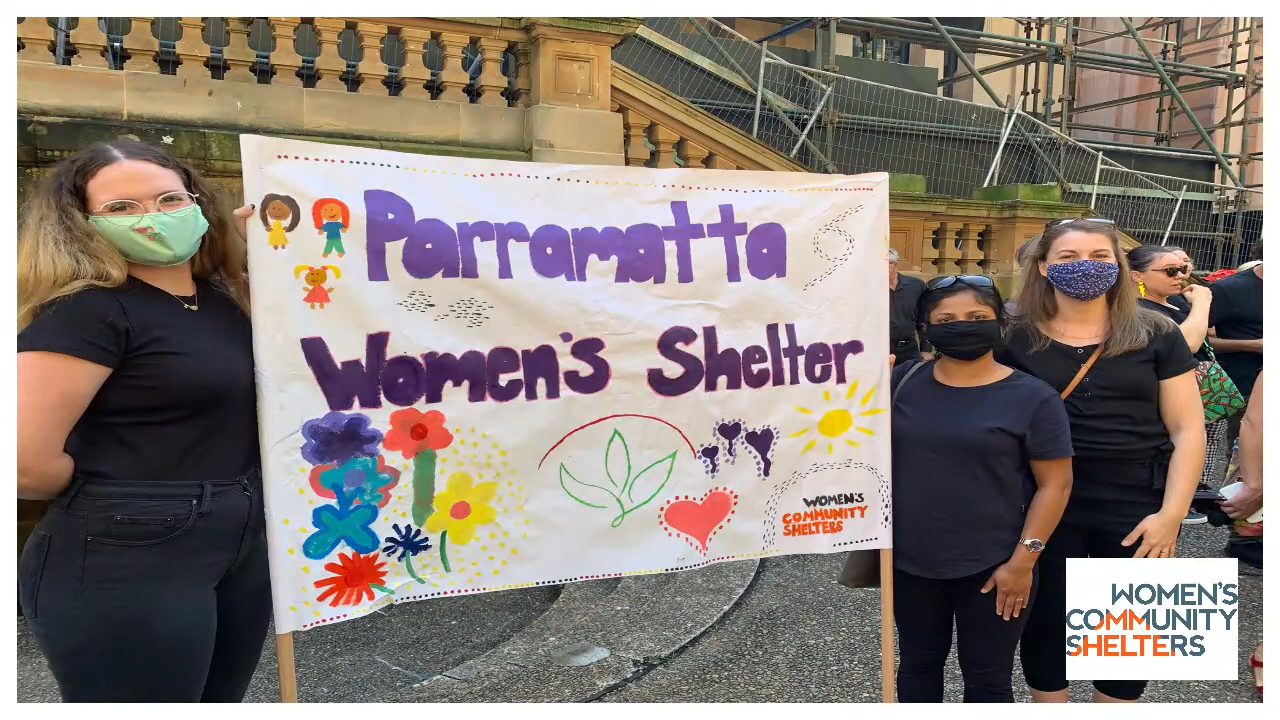 Parramatta
Women's Shelter
WOMEN'S
COMMUNITY
SHELTERS
WOMEN'S
COMMUNITY
SHELTERS